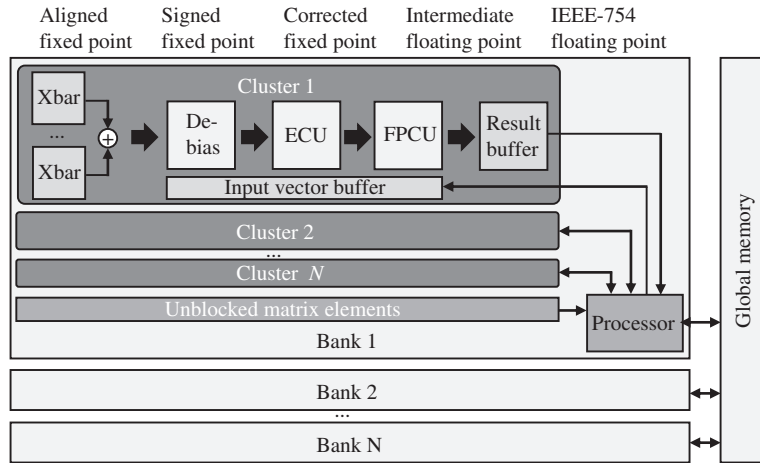 Aligned
fixed point
Signed
fixed point
Corrected
fixed point
Intermediate
floating point
IEEE-754
floating point
Cluster 1
Xbar
...
Xbar
+
De-
bias
ECU
FPCU
Result
buffer
Input vector buffer
Cluster 2
...
Cluster N
Unblocked matrix elements
Processor
Bank 1
Bank 2
...
Bank N
Global memory